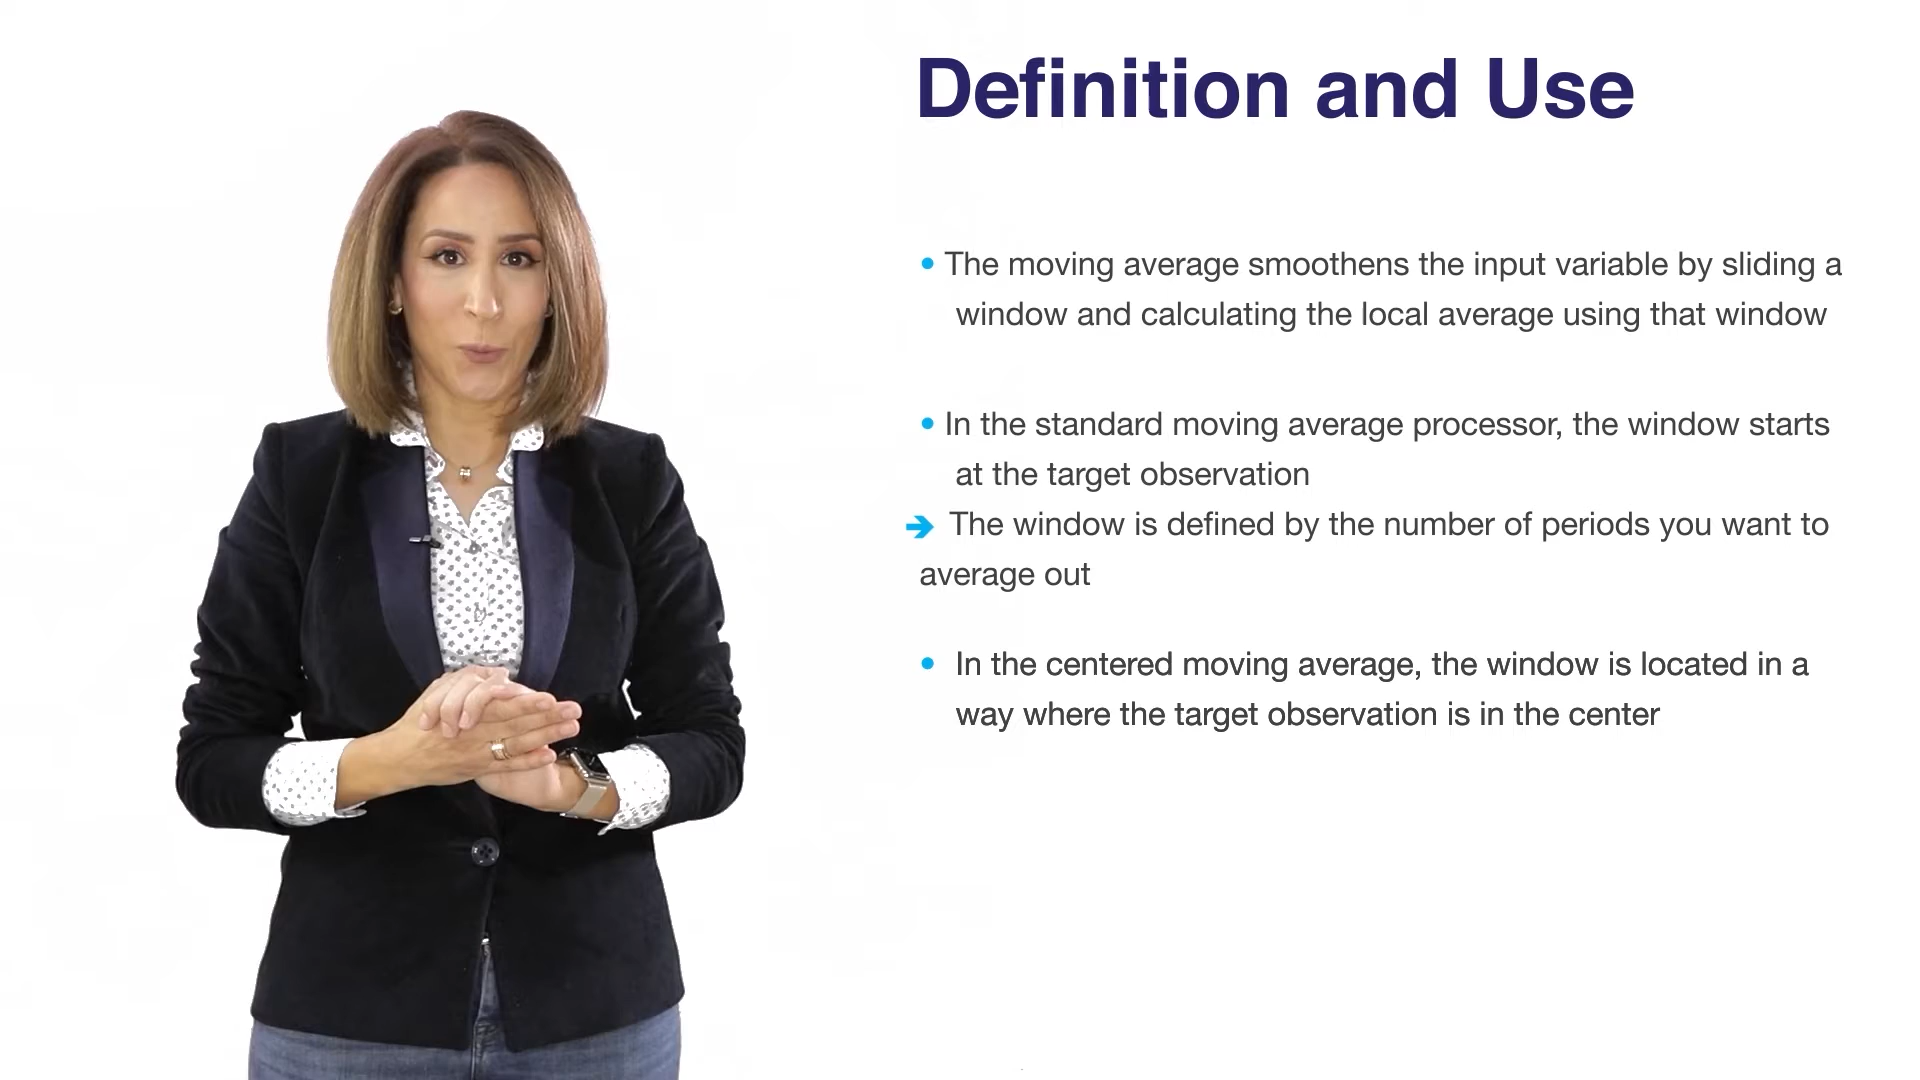 Definition and Use
• The moving average smoothens the input variable by sliding a
window and calculating the local average using that window
• In the standard moving average processor, the window starts
at the target observation
➔ The window is defined by the number of periods you want to
average out
• In the centered moving average, the window is located in a
way where the target observation is in the center